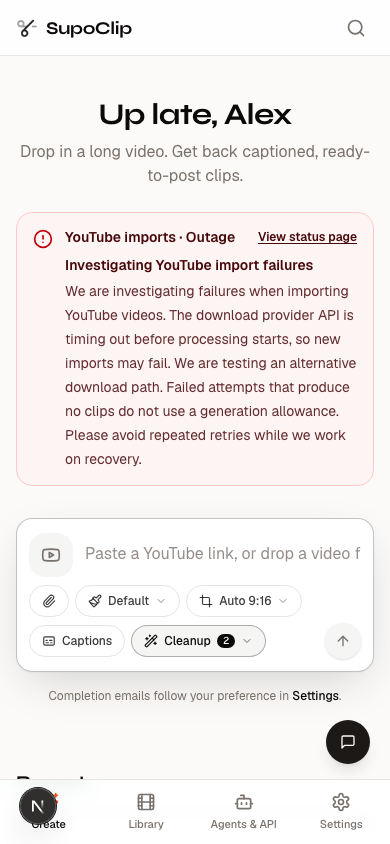 SupoClip
Up late, Alex
Drop in a long video. Get back captioned, ready-
to-post clips.
YouTube imports · Outage
View status page
Investigating YouTube import failures
We are investigating failures when importing
YouTube videos. The download provider API is
timing out before processing starts, so new
imports may fail. We are testing an alternative
download path. Failed attempts that produce
no clips do not use a generation allowance.
Please avoid repeated retries while we work
on recovery.
Paste a YouTube link, or drop a video f
Default
Auto 9:16
Captions
Cleanup 2
Completion emails follow your preference in Settings.
N
Create
Library
Agents & API
Settings